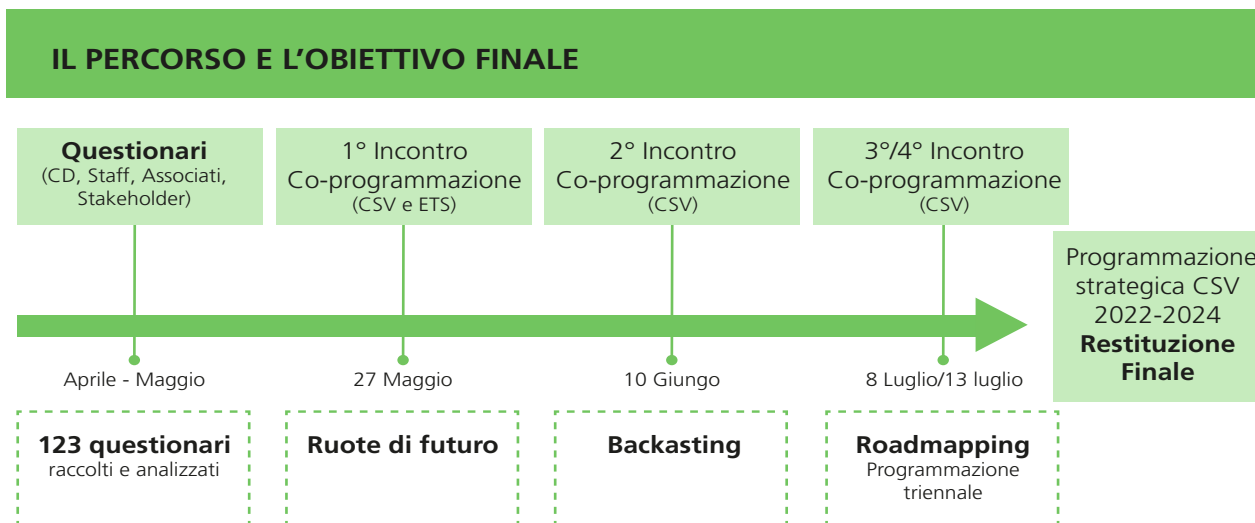 IL PERCORSO E L'OBIETTIVO FINALE
Questionari
(CD, Staff, Associati,
Stakeholder)
1° Incontro
Co-programmazione
(CSV e ETS)
2° Incontro
Co-programmazione
(CSV)
3°/4° Incontro
Co-programmazione
(CSV)
Programmazione
strategica CSV
2022-2024
Restituzione
Finale
Aprile - Maggio
27 Maggio
10 Giungo
8 Luglio/13 luglio
123 questionari
raccolti e analizzati
Ruote di futuro
Backasting
Roadmapping
Programmazione
triennale